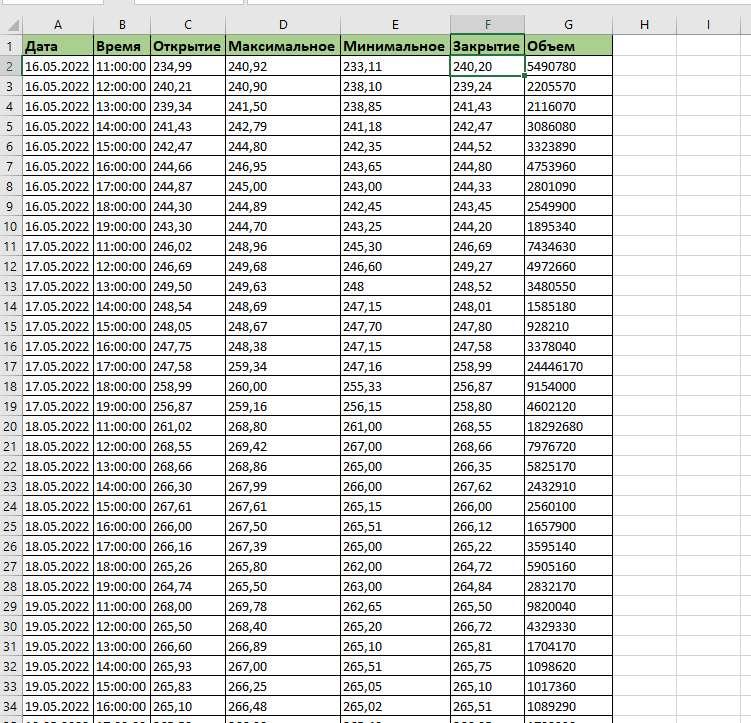 A B C D E F G H I
1 Дата Время Открытие Максимальное Минимальное Закрытие Объем
2 16.05.2022 11:00:00 234,99 240,92 233,11 240,20 5490780
3 16.05.2022 12:00:00 240,21 240,90 238,10 239,24 2205570
4 16.05.2022 13:00:00 239,34 241,50 238,85 241,43 2116070
5 16.05.2022 14:00:00 241,43 242,79 241,18 242,47 3086080
6 16.05.2022 15:00:00 242,47 244,80 242,35 244,52 3323890
7 16.05.2022 16:00:00 244,66 246,95 243,65 244,80 4753960
8 16.05.2022 17:00:00 244,87 245,00 243,00 244,33 2801090
9 16.05.2022 18:00:00 244,30 244,89 242,45 243,45 2549900
10 16.05.2022 19:00:00 243,30 244,70 243,25 244,20 1895340
11 17.05.2022 11:00:00 246,02 248,96 245,30 246,69 7434630
12 17.05.2022 12:00:00 246,69 249,68 246,60 249,27 4972660
13 17.05.2022 13:00:00 249,50 249,63 248 248,52 3480550
14 17.05.2022 14:00:00 248,54 248,69 247,15 248,01 1585180
15 17.05.2022 15:00:00 248,05 248,67 247,70 247,80 928210
16 17.05.2022 16:00:00 247,75 248,38 247,15 247,58 3378040
17 17.05.2022 17:00:00 247,58 259,34 247,16 258,99 24446170
18 17.05.2022 18:00:00 258,99 260,00 255,33 256,87 9154000
19 17.05.2022 19:00:00 256,87 259,16 256,15 258,80 4602120
20 18.05.2022 11:00:00 261,02 268,80 261,00 268,55 18292680
21 18.05.2022 12:00:00 268,55 269,42 267,00 268,66 7976720
22 18.05.2022 13:00:00 268,66 268,86 265,00 266,35 5825170
23 18.05.2022 14:00:00 266,30 267,99 266,00 267,62 2432910
24 18.05.2022 15:00:00 267,61 267,61 265,15 266,00 2560100
25 18.05.2022 16:00:00 266,00 267,50 265,51 266,12 1657900
26 18.05.2022 17:00:00 266,16 267,39 265,00 265,22 3595140
27 18.05.2022 18:00:00 265,26 265,80 262,00 264,72 5905160
28 18.05.2022 19:00:00 264,74 265,50 263,00 264,84 2832170
29 19.05.2022 11:00:00 268,00 269,78 262,65 265,50 9820040
30 19.05.2022 12:00:00 265,50 268,40 265,20 266,72 4329330
31 19.05.2022 13:00:00 266,60 266,89 265,10 265,81 1704170
32 19.05.2022 14:00:00 265,93 267,00 265,51 265,75 1098620
33 19.05.2022 15:00:00 265,83 266,25 265,05 265,10 1017360
34 19.05.2022 16:00:00 265,10 266,48 265,02 265,51 1089290